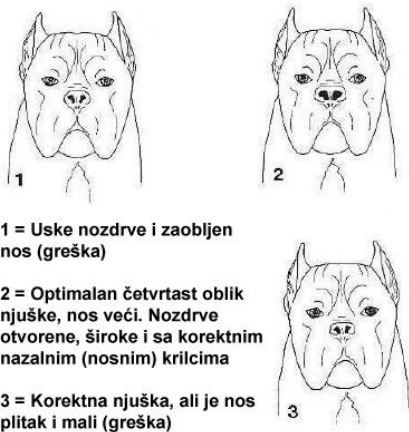 1
2
1 = Uske nozdrve i zaobljen
nos (greška)
2 = Optimalan četvrtast oblik
njuške, nos veći. Nozdrve
otvorene, široke i sa korektnim
nazalnim (nosnim) krilcima
3 = Korektna njuška, ali je nos
plitak i mali (greška)
3